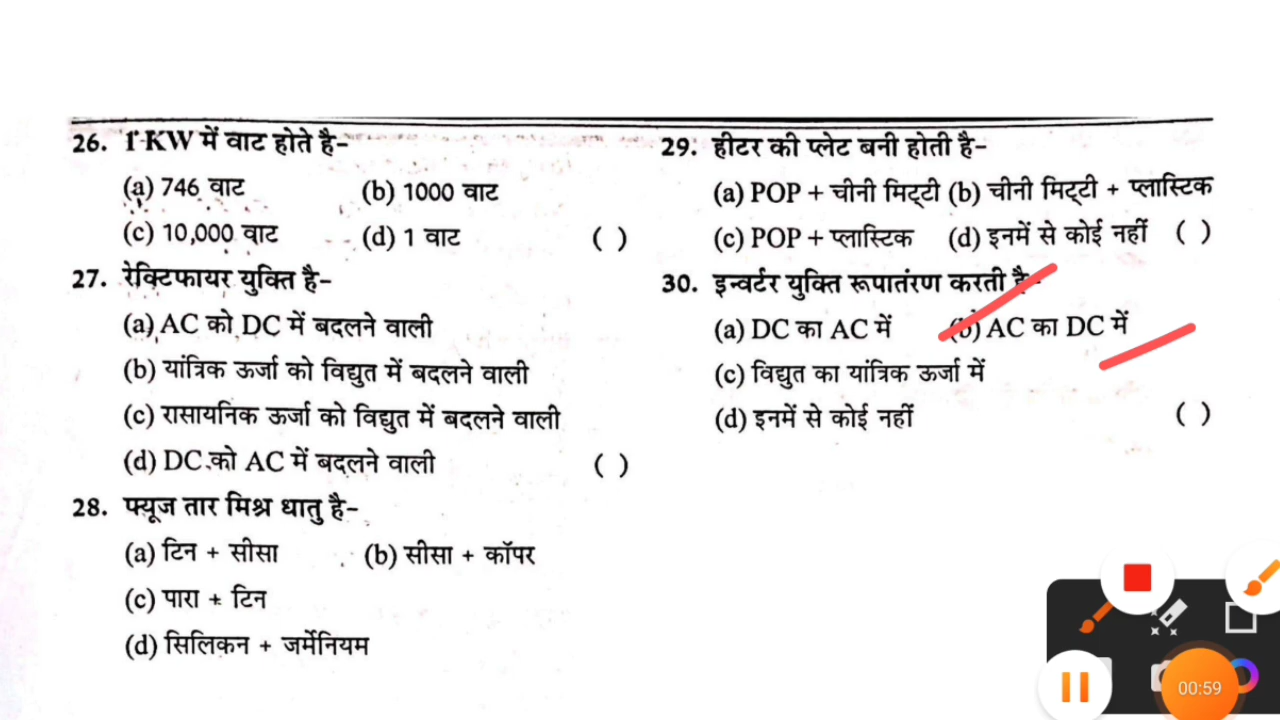 26. 1 KW में वाट होते है-
(a) 746 वाट (b) 1000 वाट
(c) 10,000 वाट (d) 1 वाट ( )
27. रेक्टिफायर युक्ति है-
(a) AC को DC में बदलने वाली
(b) यांत्रिक ऊर्जा को विद्युत में बदलने वाली
(c) रासायनिक ऊर्जा को विद्युत में बदलने वाली
(d) DC को AC में बदलने वाली ( )
28. फ्यूज तार मिश्र धातु है-
(a) टिन + सीसा (b) सीसा + कॉपर
(c) पारा + टिन
(d) सिलिकन + जर्मेनियम
29. हीटर की प्लेट बनी होती है-
(a) POP + चीनी मिट्टी (b) चीनी मिट्टी + प्लास्टिक
(c) POP + प्लास्टिक (d) इनमें से कोई नहीं ( )
30. इन्वर्टर युक्ति रूपातंरण करती है-
(a) DC का AC में (b) AC का DC में
(c) विद्युत का यांत्रिक ऊर्जा में
(d) इनमें से कोई नहीं ( )
00:59